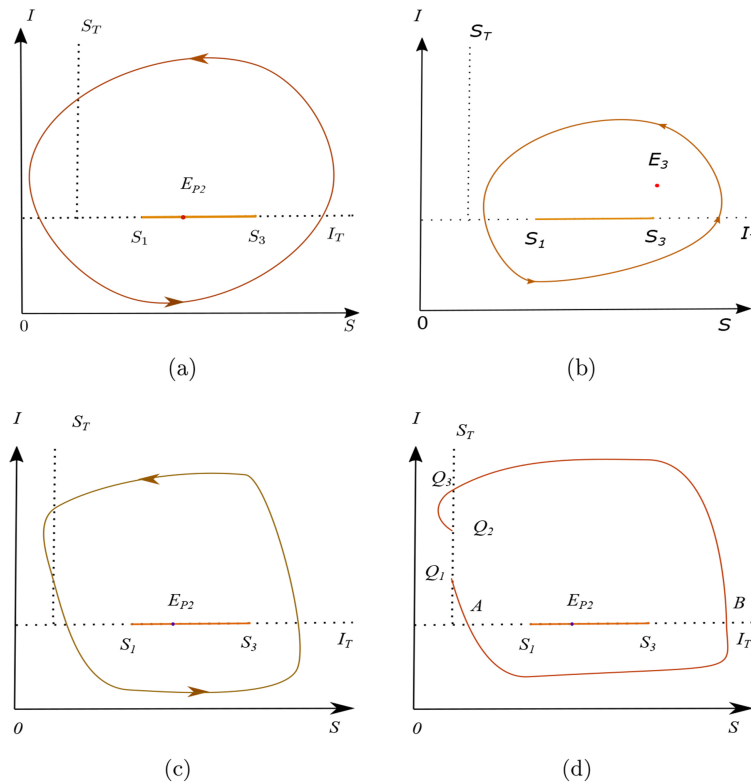 I
S_T
E_{P2}
S_1
S_3
I_T
0
S
(a)
I
S_T
E_3
S_1
S_3
I
0
S
(b)
I
S_T
E_{P2}
S_1
S_3
I_T
0
S
(c)
I
S_T
Q_3
Q_2
Q_1
A
E_{P2}
B
S_1
S_3
I_T
0
S
(d)